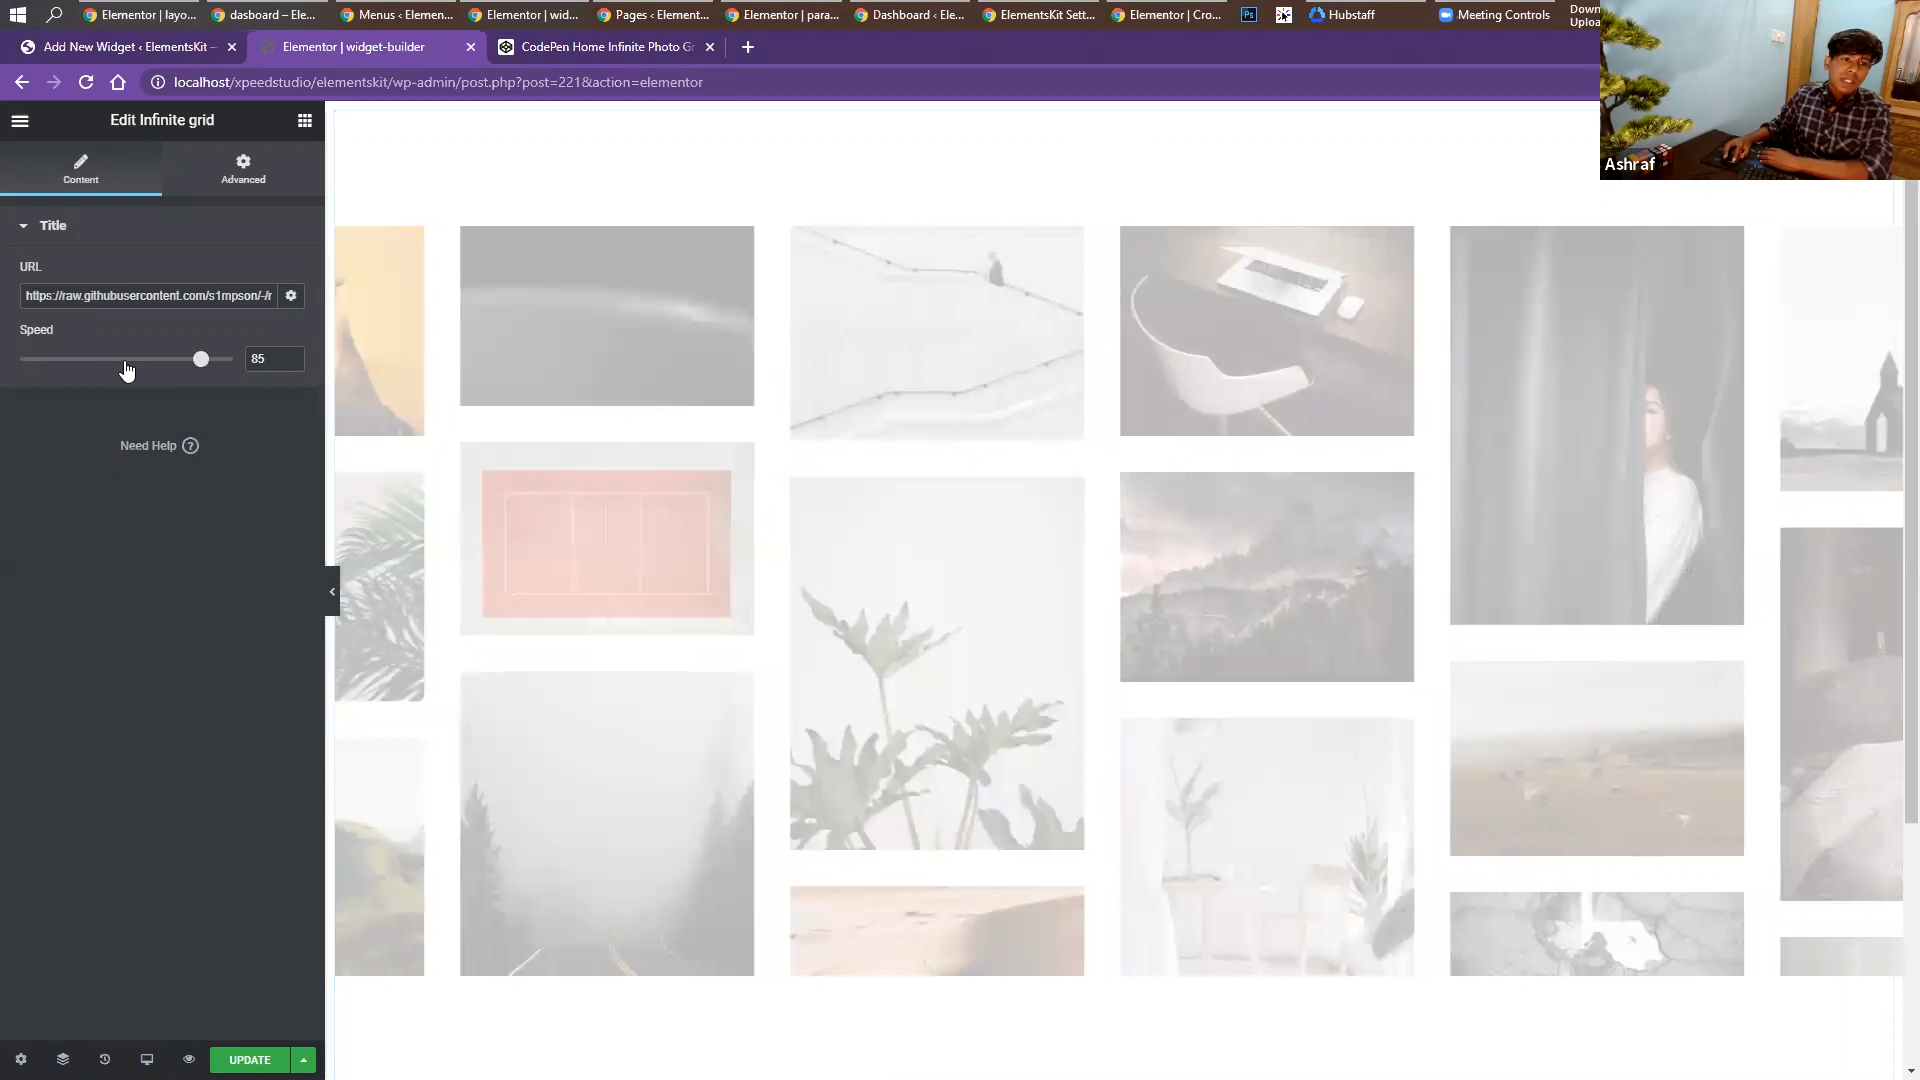 Elementor | layo...
dasboard – Ele...
Menus ‹ Elemen...
Elementor | wid...
Pages ‹ Element...
Elementor | para...
Dashboard ‹ Ele...
ElementsKit Sett...
Elementor | Cro...
Ps
Hubstaff
Meeting Controls
Down
Uploa
Add New Widget ‹ ElementsKit –
Elementor | widget-builder
CodePen Home Infinite Photo Gr
localhost/xpeedstudio/elementskit/wp-admin/post.php?post=221&action=elementor
Edit Infinite grid
Content
Advanced
Ashraf
Title
URL
https://raw.githubusercontent.com/s1mpson/-/r
Speed
85
Need Help ?
UPDATE